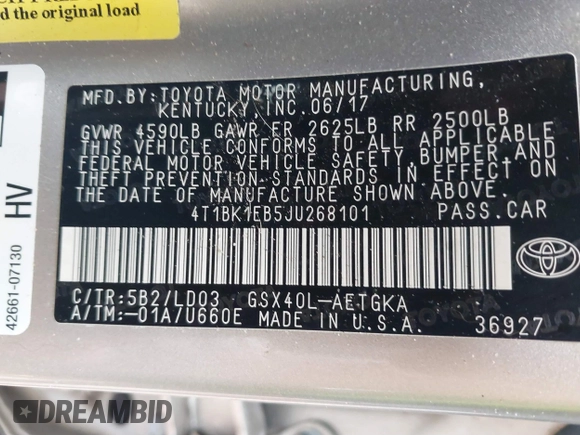 d the original load
MFD.BY:TOYOTA MOTOR MANUFACTURING,
KENTUCKY,INC.06/17
GVWR 4590LB GAWR FR 2625LB RR 2500LB
THIS VEHICLE CONFORMS TO ALL APPLICABLE
FEDERAL MOTOR VEHICLE SAFETY,BUMPER,AND
THEFT PREVENTION STANDARDS IN EFFECT ON
THE DATE OF MANUFACTURE SHOWN ABOVE.
4T1BK1EB5JU268101 PASS.CAR
C/TR:5B2/LD03 GSX40L-AETGKA
A/TM:-01A/U660E MADE IN U.S.A. 36927
HV
42661-07130
DREAMBID